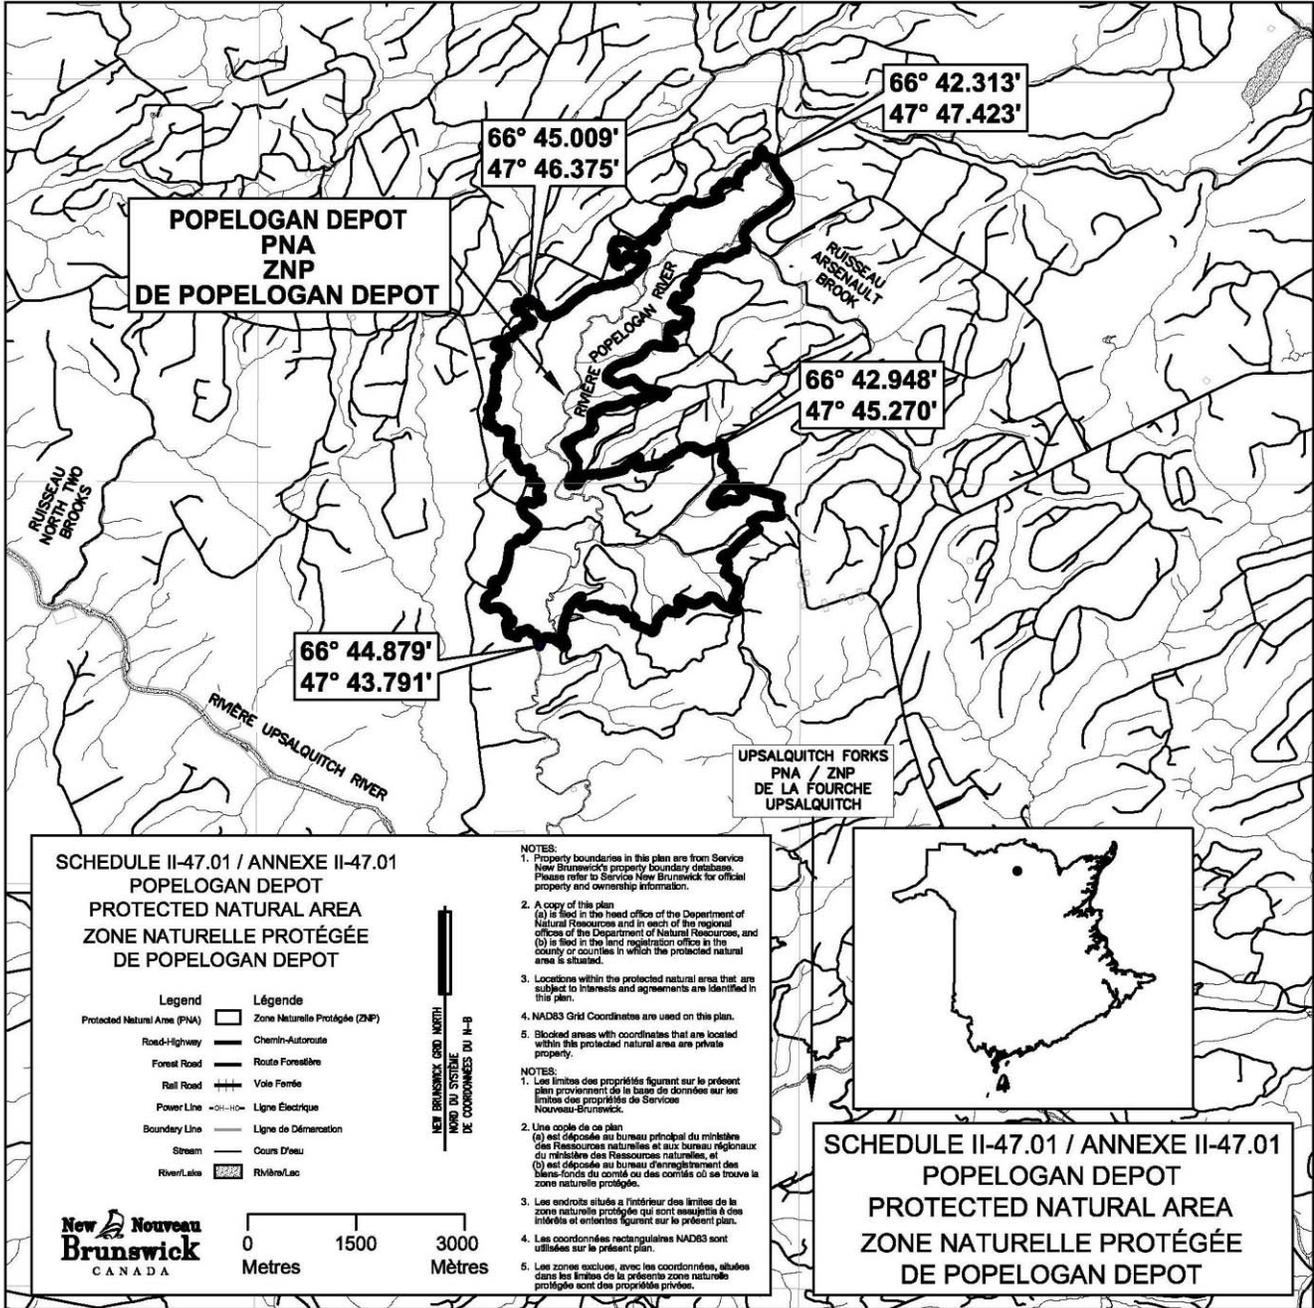 66° 42.313'
47° 47.423'
66° 45.009'
47° 46.375'
POPELOGAN DEPOT
PNA
ZNP
DE POPELOGAN DEPOT
RUISSEAU
ARSENAULT
BROOK
RIVIÈRE POPELOGAN RIVER
66° 42.948'
47° 45.270'
RUISSEAU
NORTH TWO
BROOKS
66° 44.879'
47° 43.791'
RIVIÈRE UPSALQUITCH RIVER
UPSALQUITCH FORKS
PNA / ZNP
DE LA FOURCHE
UPSALQUITCH
SCHEDULE II-47.01 / ANNEXE II-47.01
POPELOGAN DEPOT
PROTECTED NATURAL AREA
ZONE NATURELLE PROTÉGÉE
DE POPELOGAN DEPOT
Legend Légende
Protected Natural Area (PNA) Zone Naturelle Protégée (ZNP)
Road-Highway Chemin-Autoroute
Forest Road Route Forestière
Rail Road Voie Ferrée
Power Line -OH-HO- Ligne Électrique
Boundary Line Ligne de Démarcation
Stream Cours D'eau
River/Lake Rivière/Lac
NEW BRUNSWICK GRID NORTH
NORD DU SYSTÈME
DE COORDONNÉES DU N-B
New Nouveau
Brunswick
CANADA
0 1500 3000
Metres Mètres
NOTES:
1. Property boundaries in this plan are from Service
New Brunswick's property boundary database.
Please refer to Service New Brunswick for official
property and ownership information.
2. A copy of this plan
(a) is filed in the head office of the Department of
Natural Resources and in each of the regional
offices of the Department of Natural Resources, and
(b) is filed in the land registration office in the
county or counties in which the protected natural
area is situated.
3. Locations within the protected natural area that are
subject to interests and agreements are identified in
this plan.
4. NAD83 Grid Coordinates are used on this plan.
5. Blocked areas with coordinates that are located
within this protected natural area are private
property.
NOTES:
1. Les limites des propriétés figurant sur le présent
plan proviennent de la base de données sur les
limites des propriétés de Services
Nouveau-Brunswick.
2. Une copie de ce plan
(a) est déposée au bureau principal du ministère
des Ressources naturelles et aux bureau régionaux
du ministère des Ressources naturelles, et
(b) est déposée au bureau d'enregistrement des
biens-fonds du comté ou des comtés où se trouve la
zone naturelle protégée.
3. Les endroits situés a l'intérieur des limites de la
zone naturelle protégée qui sont assujettis à des
intérêts et ententes figurent sur le présent plan.
4. Les coordonnées rectangulaires NAD83 sont
utilisées sur le présent plan.
5. Les zones exclues, avec les coordonnées, situées
dans les limites de la présente zone naturelle
protégée sont des propriétés privées.
SCHEDULE II-47.01 / ANNEXE II-47.01
POPELOGAN DEPOT
PROTECTED NATURAL AREA
ZONE NATURELLE PROTÉGÉE
DE POPELOGAN DEPOT